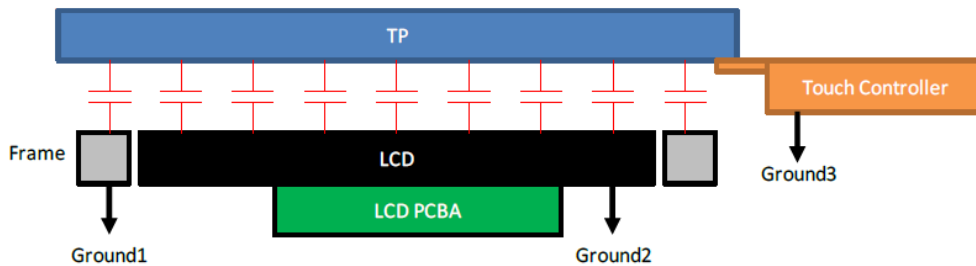 TP
Touch Controller
Frame
LCD
Ground3
LCD PCBA
Ground1
Ground2